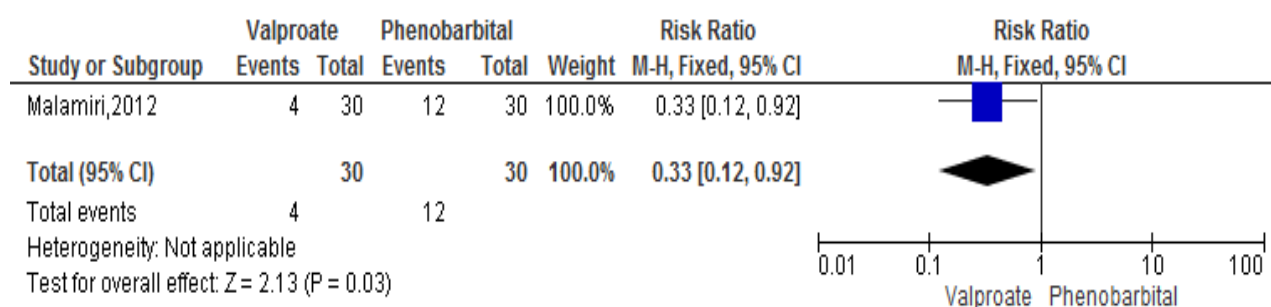 Valproate Phenobarbital Risk Ratio Risk Ratio
Study or Subgroup Events Total Events Total Weight M-H, Fixed, 95% CI M-H, Fixed, 95% CI
Malamiri,2012 4 30 12 30 100.0% 0.33 [0.12, 0.92]
Total (95% CI) 30 30 100.0% 0.33 [0.12, 0.92]
Total events 4 12
Heterogeneity: Not applicable
Test for overall effect: Z = 2.13 (P = 0.03)
0.01 0.1 1 10 100
Valproate Phenobarbital